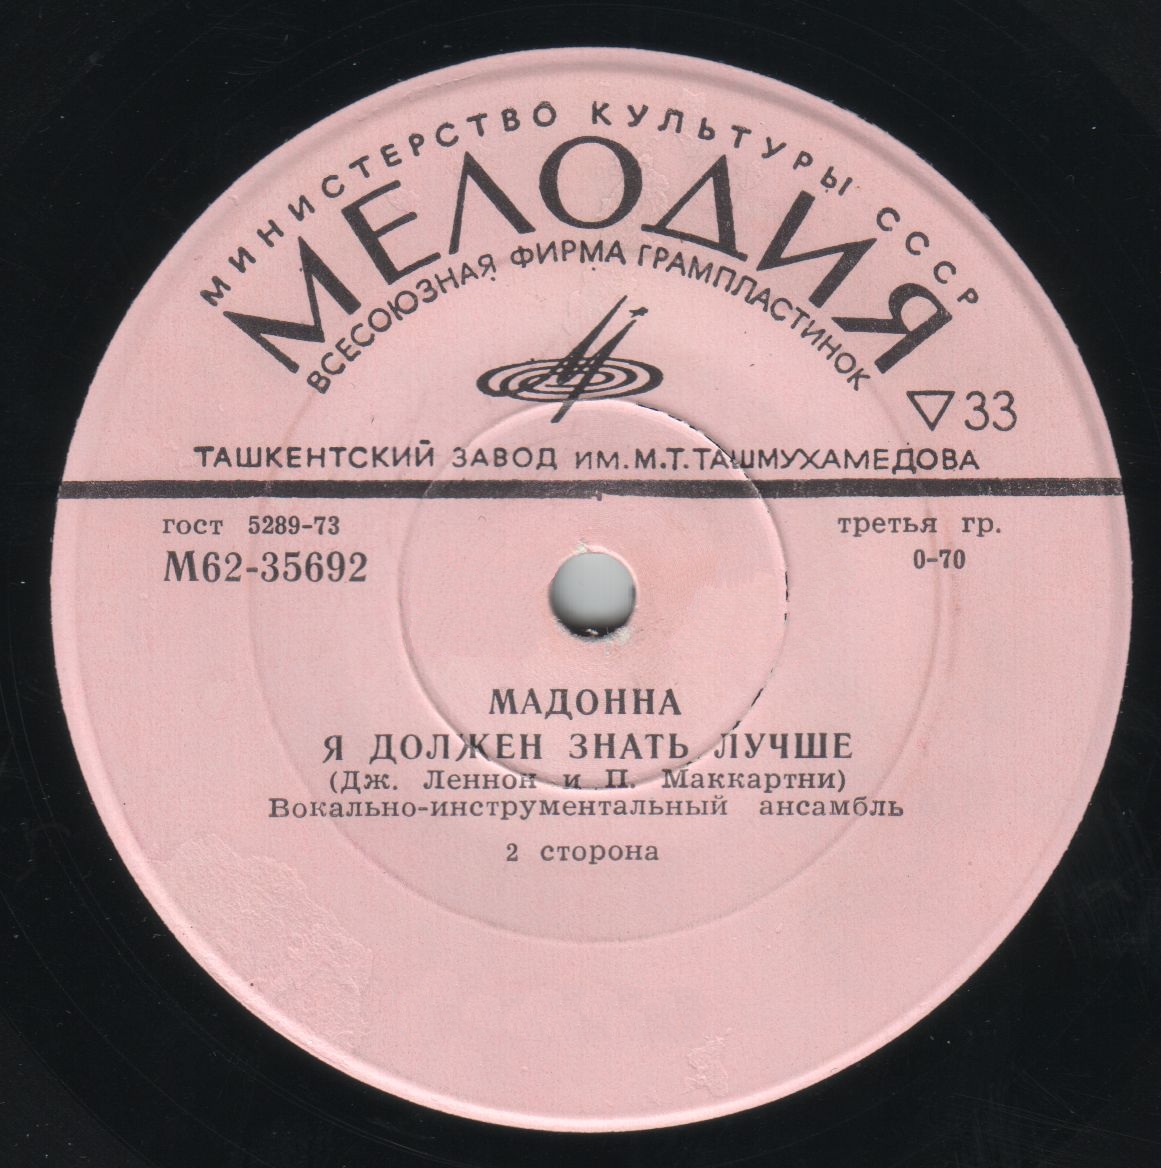 МИНИСТЕРСТВО КУЛЬТУРЫ СССР
МЕЛОДИЯ
ВСЕСОЮЗНАЯ ФИРМА ГРАМПЛАСТИНОК
33
ТАШКЕНТСКИЙ ЗАВОД ИМ. М.Т. ТАШМУХАМЕДОВА
гост 5289-73
третья гр.
М62-35692
0-70
МАДОННА
Я ДОЛЖЕН ЗНАТЬ ЛУЧШЕ
(Дж. Леннон и П. Маккартни)
Вокально-инструментальный ансамбль
2 сторона